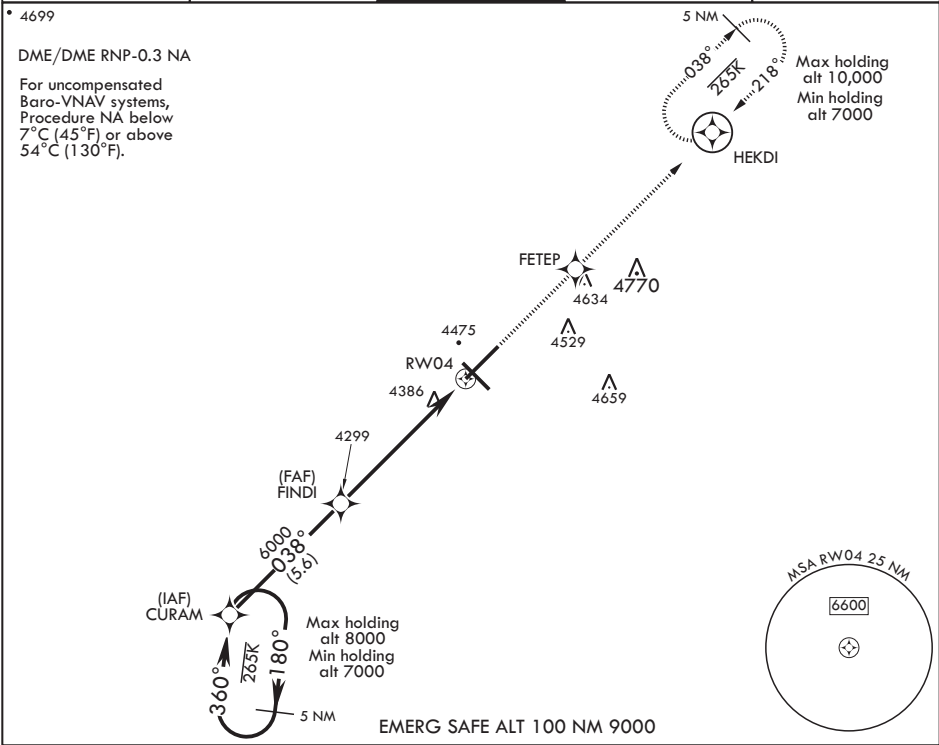 4699
DME/DME RNP-0.3 NA
For uncompensated
Baro-VNAV systems,
Procedure NA below
7°C (45°F) or above
54°C (130°F).
5 NM
038°
265K
218°
Max holding
alt 10,000
Min holding
alt 7000
HEKDI
FETEP
4634
4770
4529
4475
RW04
4386
4659
4299
(FAF)
FINDI
6000
038°
(5.6)
(IAF)
CURAM
360°
265K
180°
Max holding
alt 8000
Min holding
alt 7000
5 NM
MSA RW04 25 NM
6600
EMERG SAFE ALT 100 NM 9000